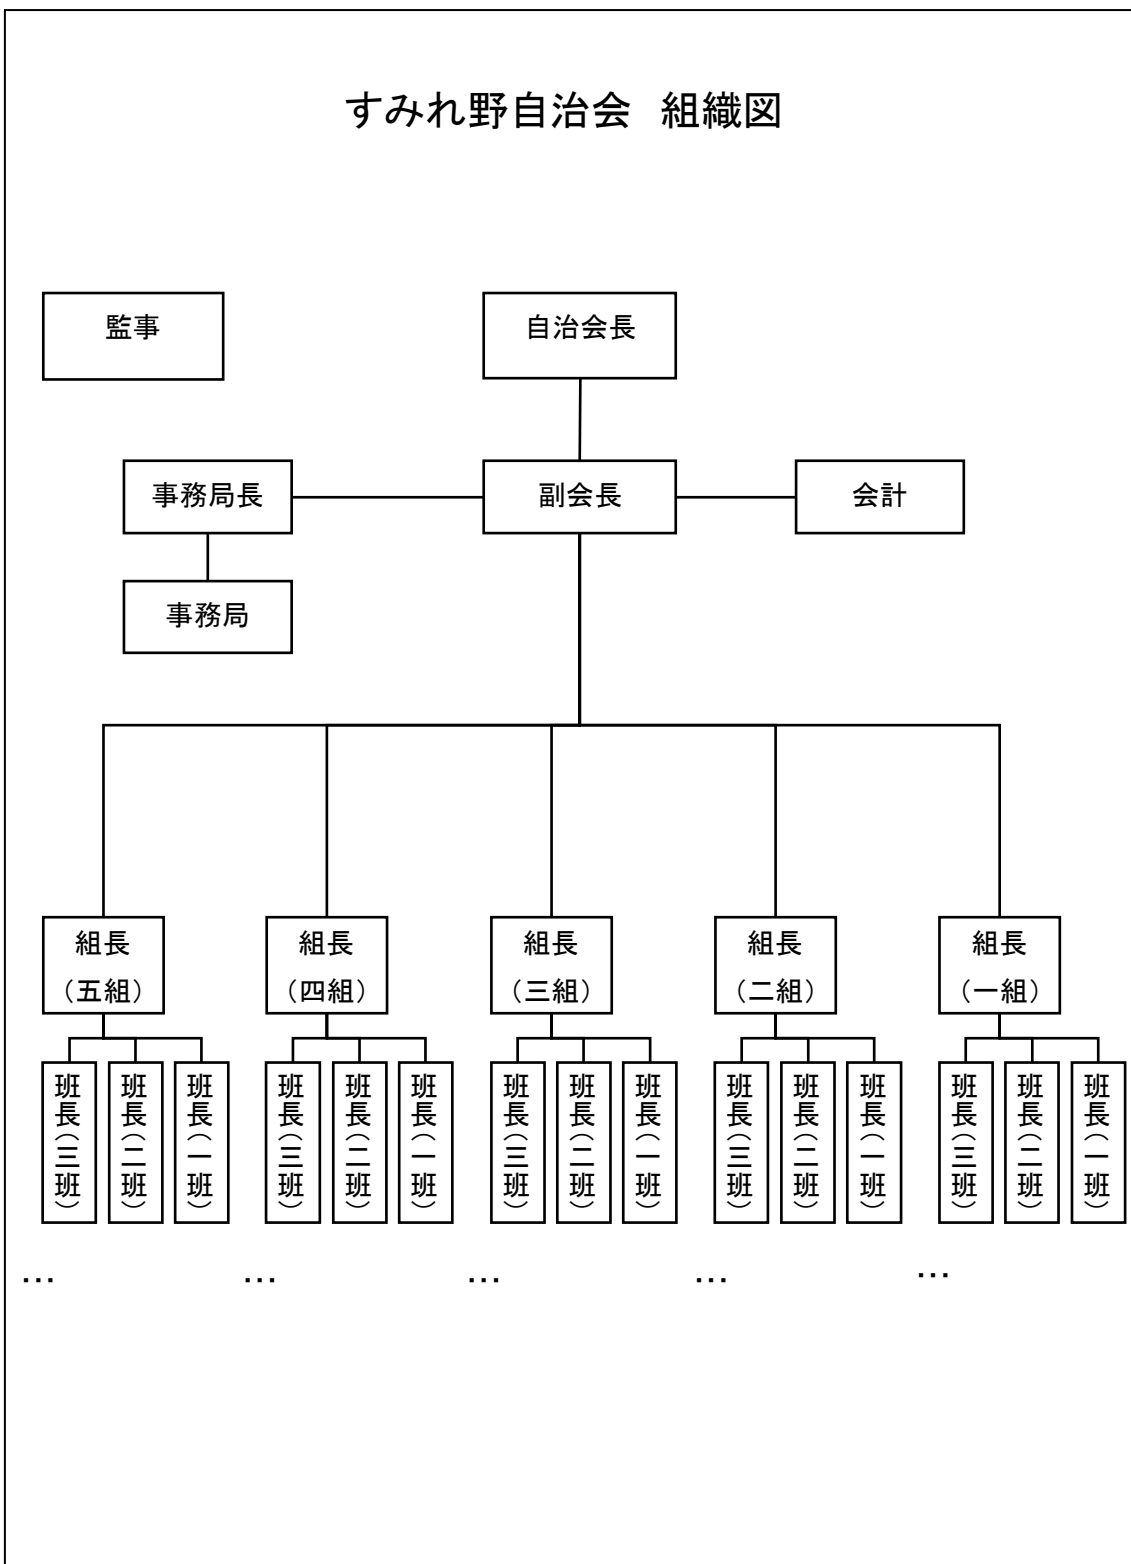 すみれ野自治会　組織図
監事
自治会長
事務局長
副会長
会計
事務局
組長
（五組）
組長
（四組）
組長
（三組）
組長
（二組）
組長
（一組）
班長（三班）
班長（二班）
班長（一班）
班長（三班）
班長（二班）
班長（一班）
班長（三班）
班長（二班）
班長（一班）
班長（三班）
班長（二班）
班長（一班）
班長（三班）
班長（二班）
班長（一班）
…
…
…
…
…